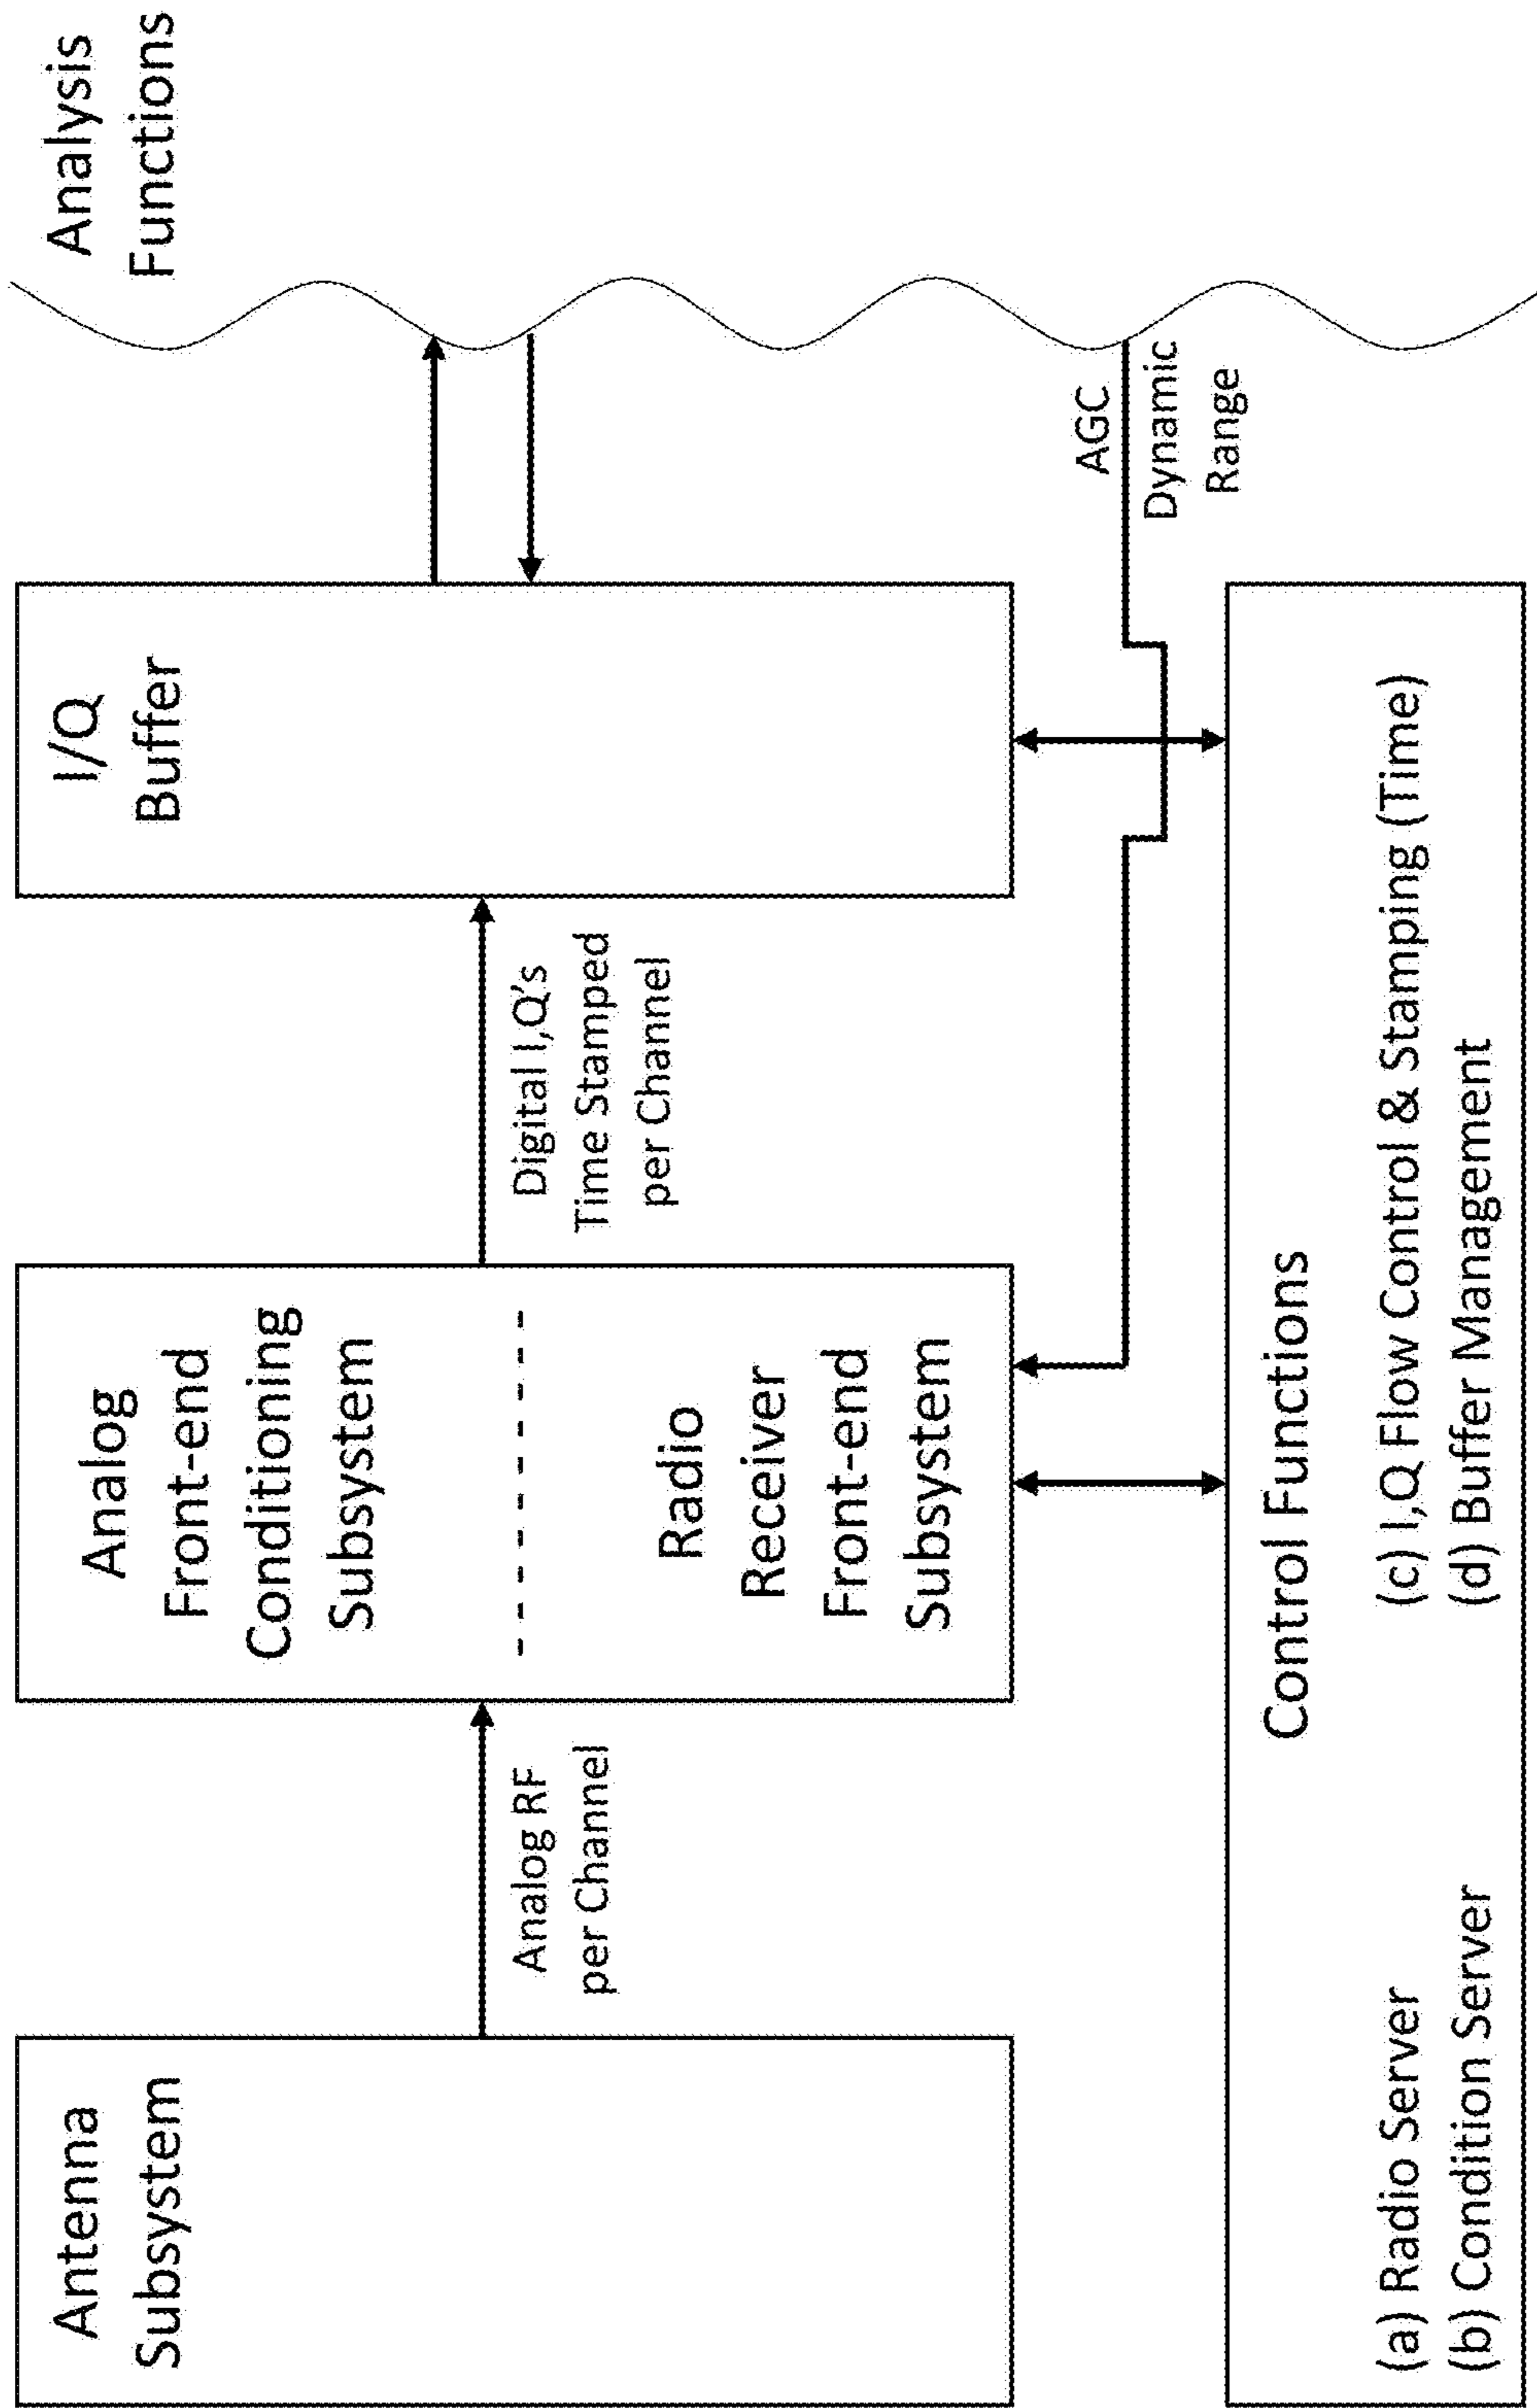 Antenna
Subsystem
Analog RF
per Channel
Analog
Front-end
Conditioning
Subsystem
Radio
Receiver
Front-end
Subsystem
Digital I,Q's
Time Stamped
per Channel
I/Q
Buffer
Analysis
Functions
AGC
Dynamic
Range
Control Functions
(a) Radio Server
(b) Condition Server
(c) I,Q Flow Control & Stamping (Time)
(d) Buffer Management